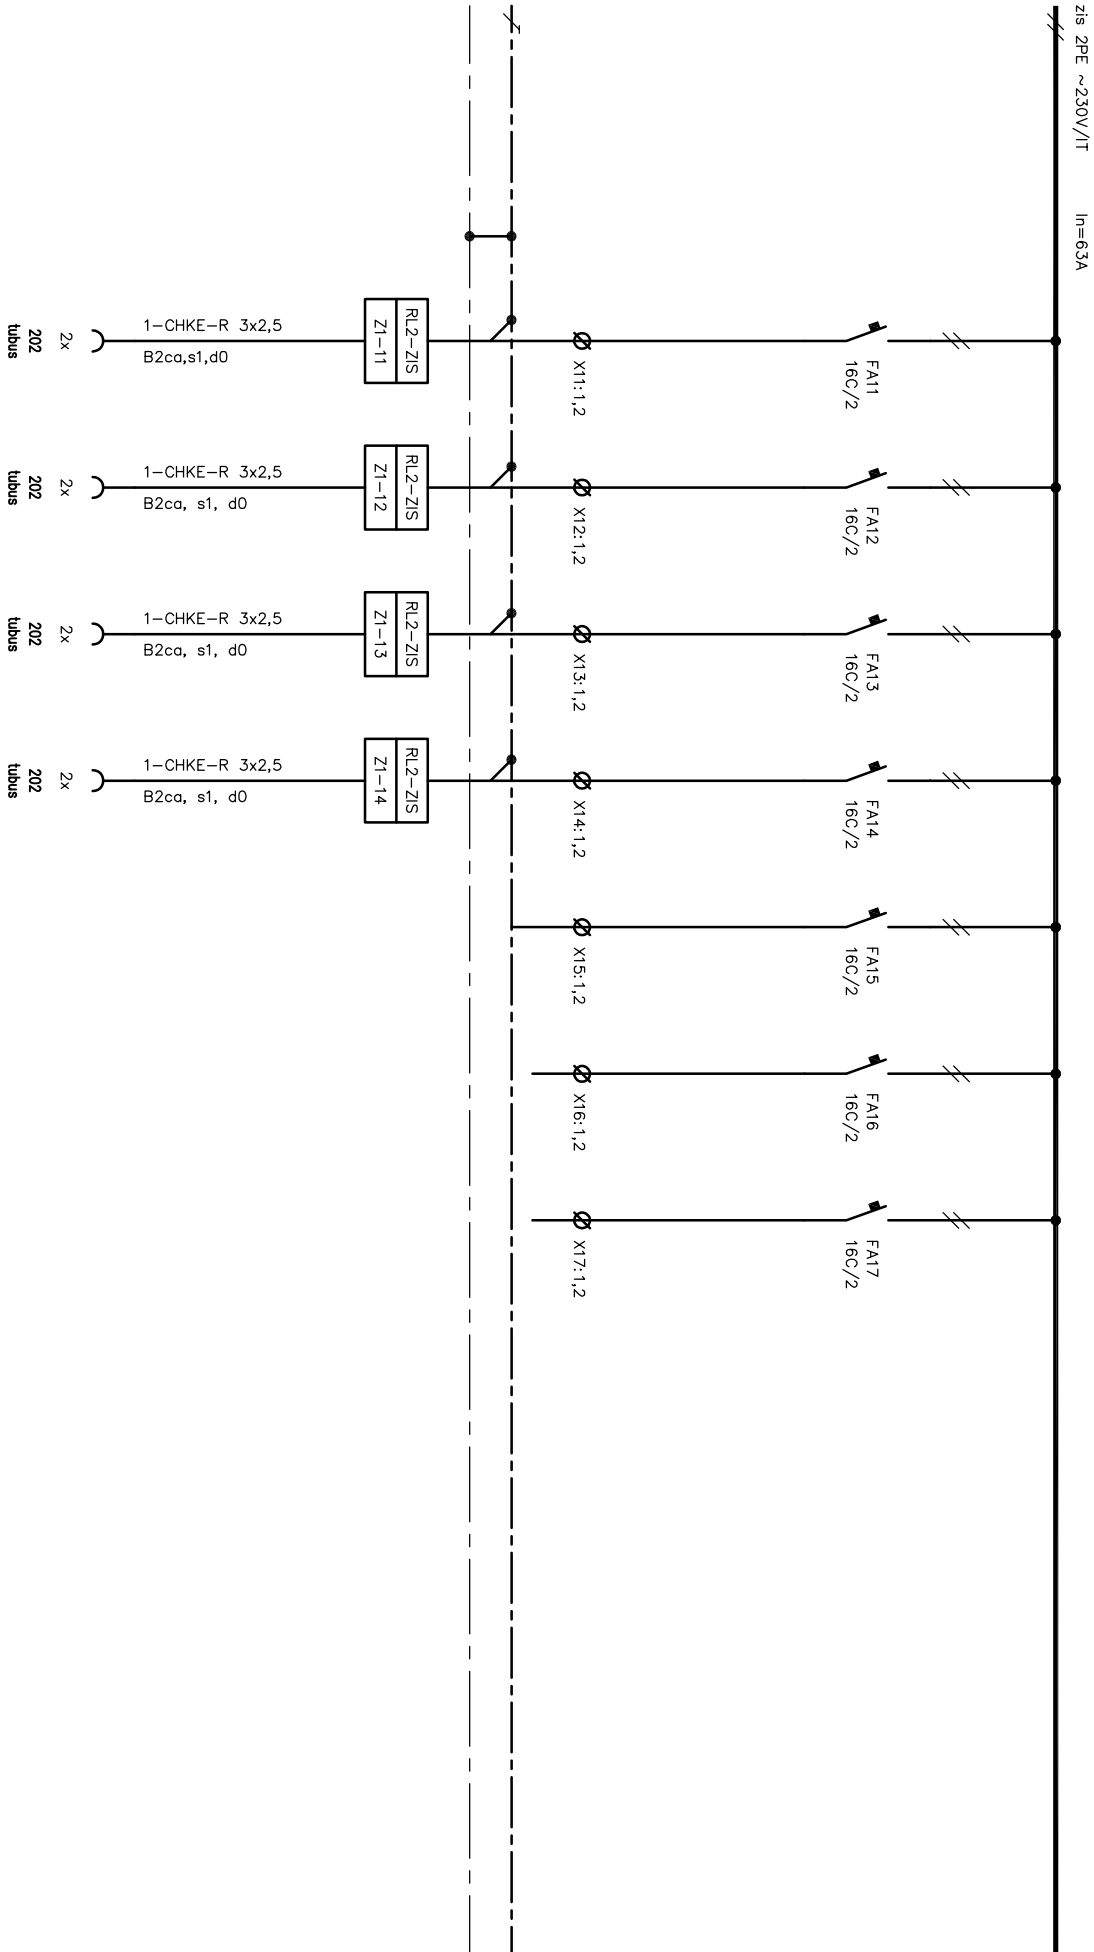 zis 2PE ~230V/IT In=63A
FA11
16C/2
FA12
16C/2
FA13
16C/2
FA14
16C/2
FA15
16C/2
FA16
16C/2
FA17
16C/2
X11:1,2
X12:1,2
X13:1,2
X14:1,2
X15:1,2
X16:1,2
X17:1,2
RL2-ZIS
Z1-11
RL2-ZIS
Z1-12
RL2-ZIS
Z1-13
RL2-ZIS
Z1-14
1-CHKE-R 3x2,5
B2ca,s1,d0
1-CHKE-R 3x2,5
B2ca, s1, d0
1-CHKE-R 3x2,5
B2ca, s1, d0
1-CHKE-R 3x2,5
B2ca, s1, d0
2x
202
tubus
2x
202
tubus
2x
202
tubus
2x
202
tubus